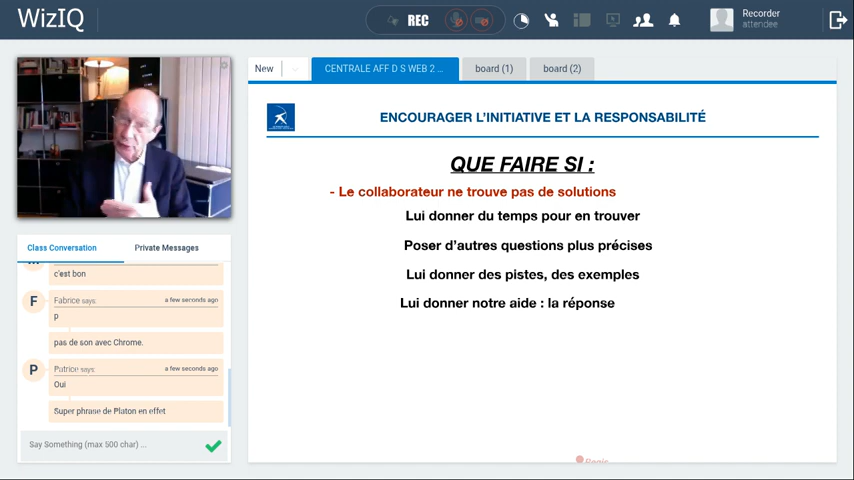 WizIQ
REC
Recorder
attendee
New
CENTRALE AFF D S WEB 2 ...
board (1)
board (2)
ENCOURAGER L'INITIATIVE ET LA RESPONSABILITÉ
QUE FAIRE SI :
- Le collaborateur ne trouve pas de solutions
Lui donner du temps pour en trouver
Poser d'autres questions plus précises
Lui donner des pistes, des exemples
Lui donner notre aide : la réponse
Class Conversation
Private Messages
c'est bon
F
Fabrice says:
a few seconds ago
p
pas de son avec Chrome.
P
Patrice says:
a few seconds ago
Oui
Super phrase de Platon en effet
Say Something (max 500 char) ...